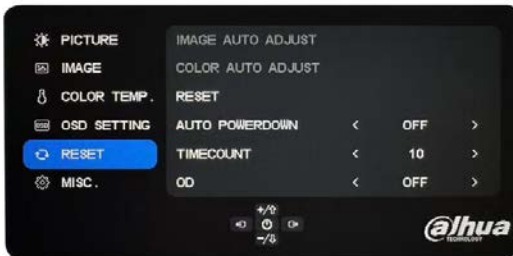 PICTURE IMAGE AUTO ADJUST
IMAGE COLOR AUTO ADJUST
COLOR TEMP. RESET
OSD SETTING AUTO POWERDOWN < OFF >
RESET TIMECOUNT < 10 >
MISC. OD < OFF >
+/
-/
alhua
TECHNOLOGY